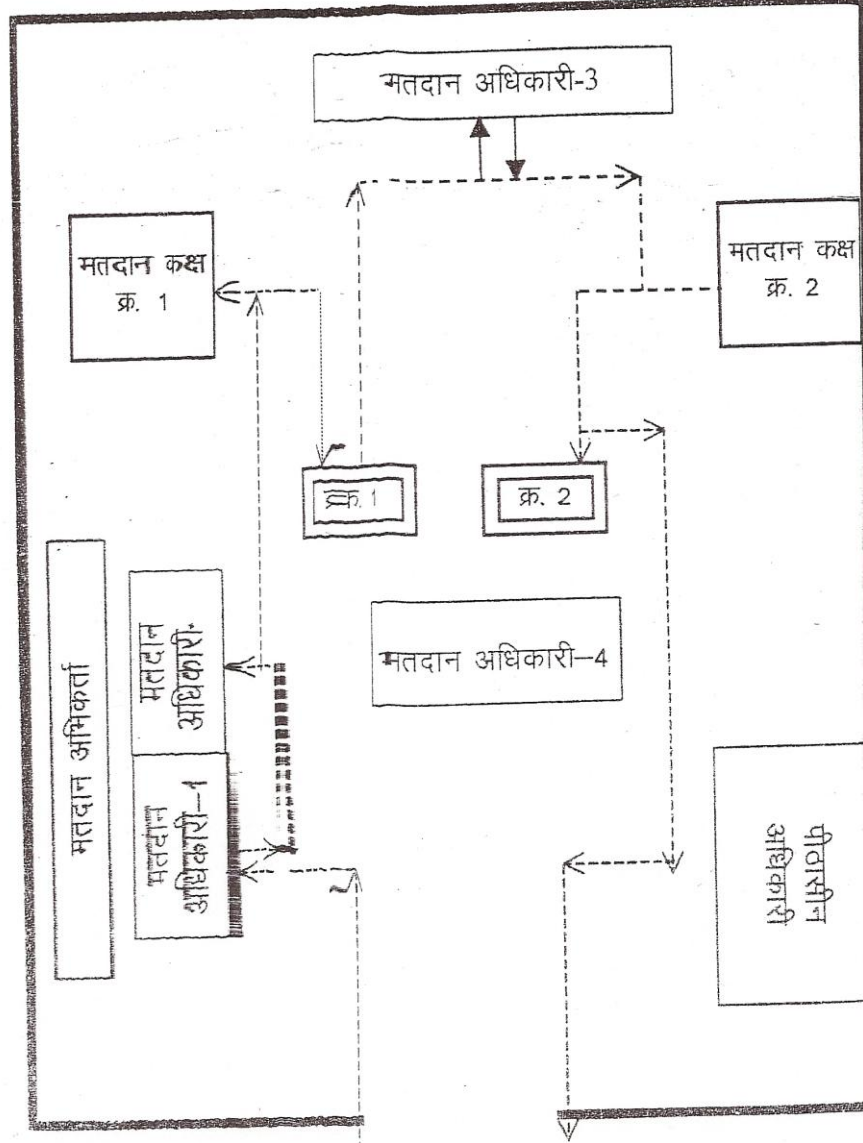 मतदान अधिकारी-3
मतदान कक्ष
क्र. 1
मतदान कक्ष
क्र. 2
क्र.1
क्र. 2
मतदान अभिकर्ता
मतदान
अधिकारी-
मतदान अधिकारी–4
मतदान
अधिकारी–1
पीठासीन
अधिकारी